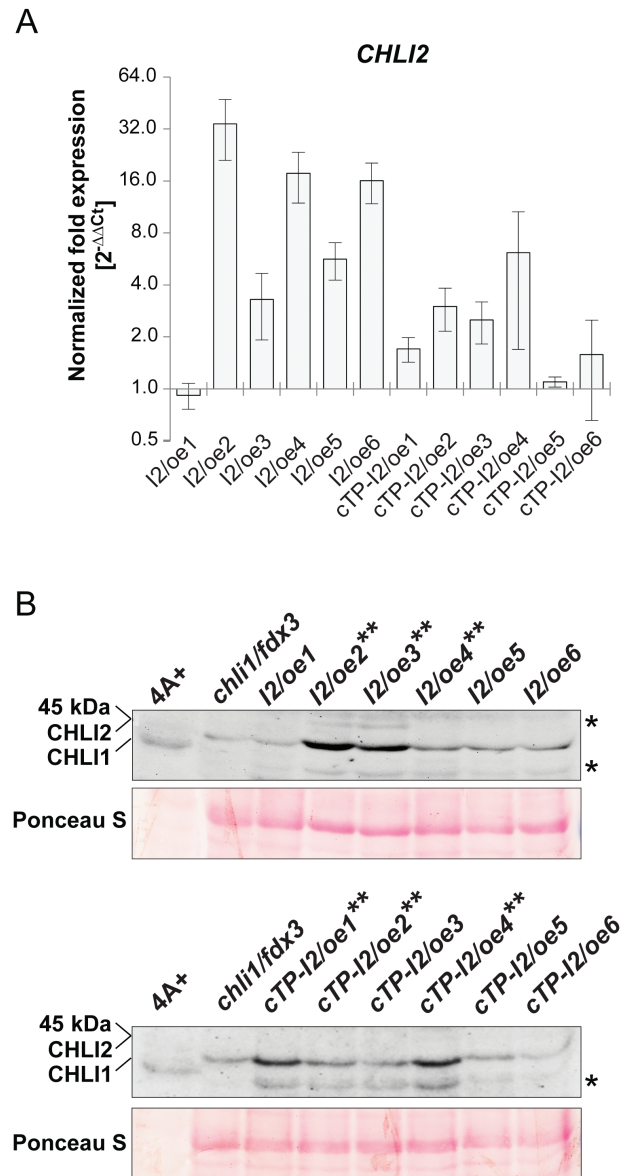 A
CHLI2
Normalized fold expression
[2-ΔΔCt]
64.0
32.0
16.0
8.0
4.0
2.0
1.0
0.5
I2/oe1
I2/oe2
I2/oe3
I2/oe4
I2/oe5
I2/oe6
cTP-I2/oe1
cTP-I2/oe2
cTP-I2/oe3
cTP-I2/oe4
cTP-I2/oe5
cTP-I2/oe6
B
4A+
chli1/fdx3
I2/oe1
I2/oe2**
I2/oe3**
I2/oe4**
I2/oe5
I2/oe6
45 kDa
CHLI2
CHLI1
*
*
Ponceau S
4A+
chli1/fdx3
cTP-I2/oe1**
cTP-I2/oe2**
cTP-I2/oe3
cTP-I2/oe4**
cTP-I2/oe5
cTP-I2/oe6
45 kDa
CHLI2
CHLI1
*
Ponceau S